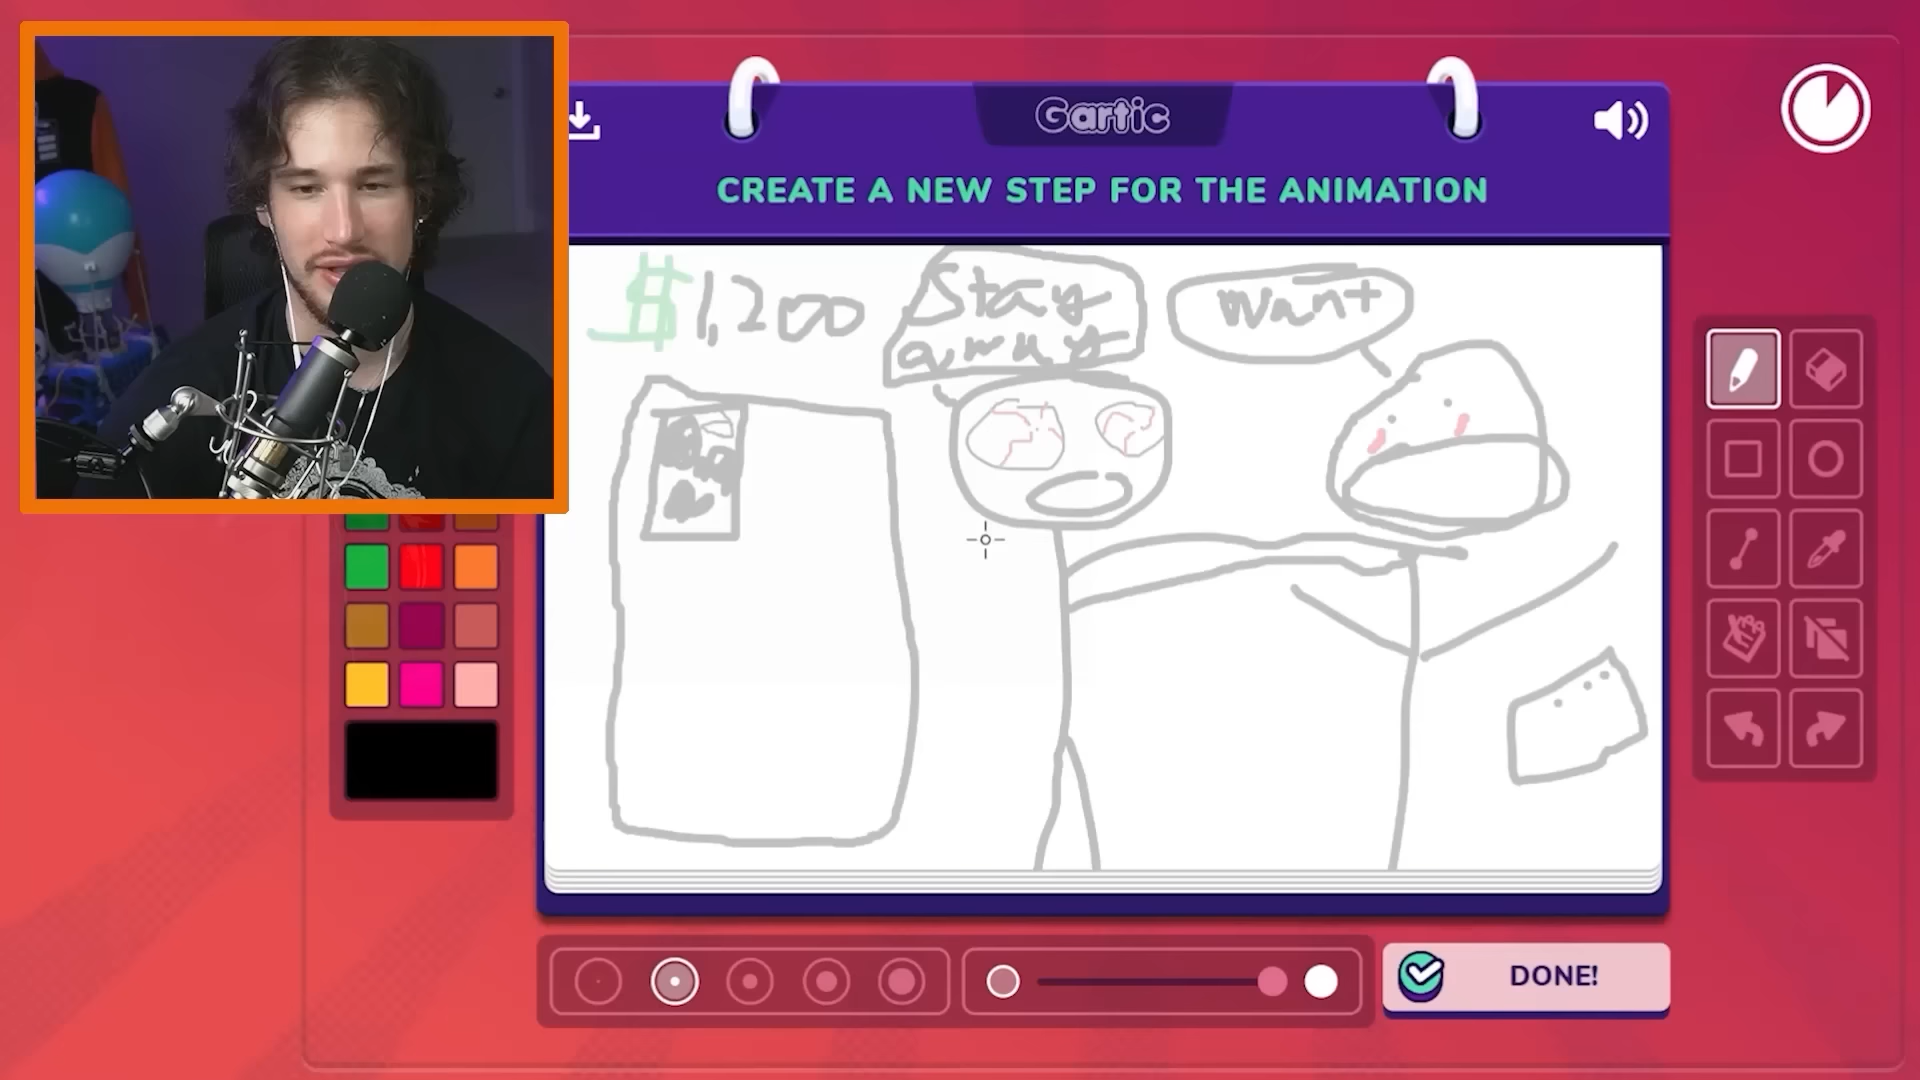 Gartic
CREATE A NEW STEP FOR THE ANIMATION
$1,200
Stay
away
Want
DONE!